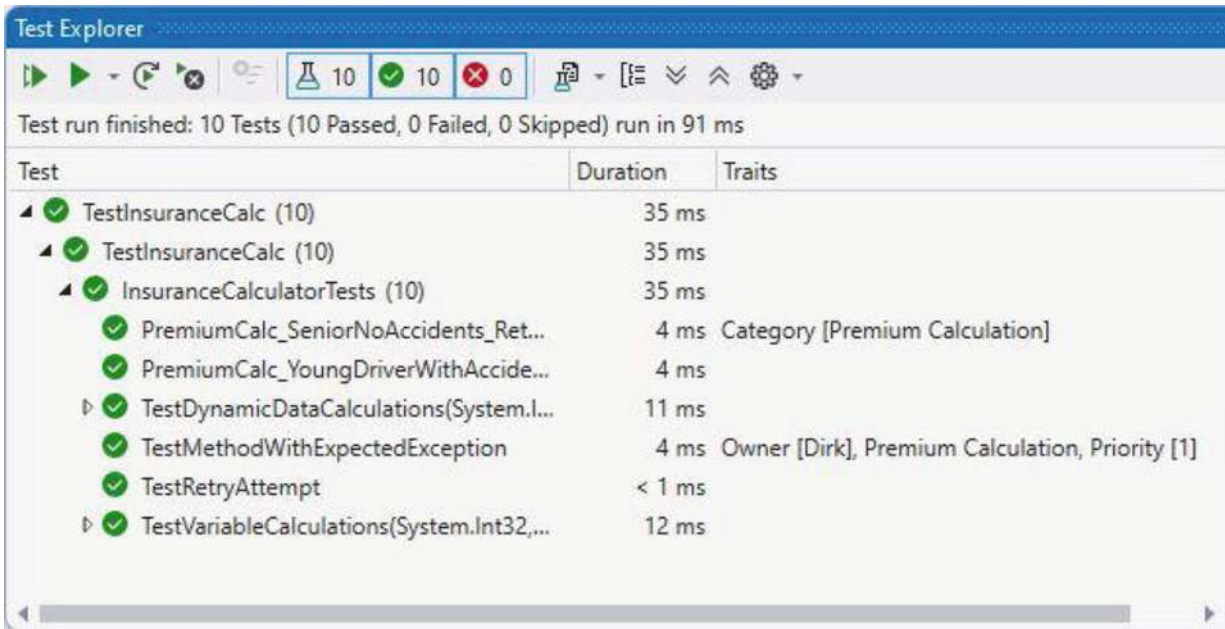 Test Explorer
10 10 0
Test run finished: 10 Tests (10 Passed, 0 Failed, 0 Skipped) run in 91 ms
Test Duration Traits
TestInsuranceCalc (10) 35 ms
TestInsuranceCalc (10) 35 ms
InsuranceCalculatorTests (10) 35 ms
PremiumCalc_SeniorNoAccidents_Ret... 4 ms Category [Premium Calculation]
PremiumCalc_YoungDriverWithAccide... 4 ms
TestDynamicDataCalculations(System.I... 11 ms
TestMethodWithExpectedException 4 ms Owner [Dirk], Premium Calculation, Priority [1]
TestRetryAttempt < 1 ms
TestVariableCalculations(System.Int32,... 12 ms